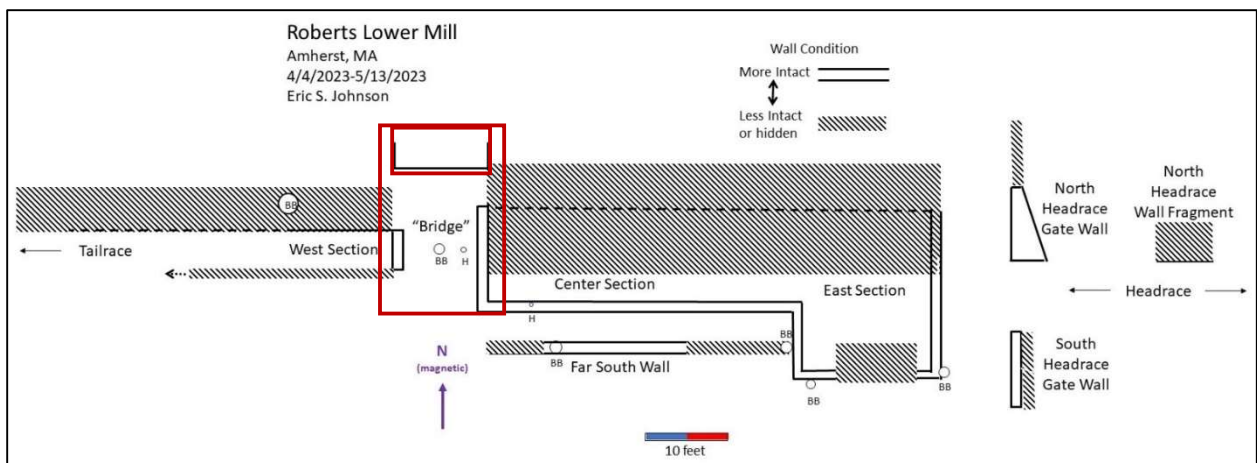 Roberts Lower Mill
Amherst, MA
4/4/2023-5/13/2023
Eric S. Johnson
Wall Condition
More Intact
Less Intact
or hidden
BB
Tailrace
West Section
"Bridge"
BB
H
Center Section
H
East Section
BB
Far South Wall
BB
BB
BB
North
Headrace
Gate Wall
North
Headrace
Wall Fragment
Headrace
South
Headrace
Gate Wall
N
(magnetic)
10 feet